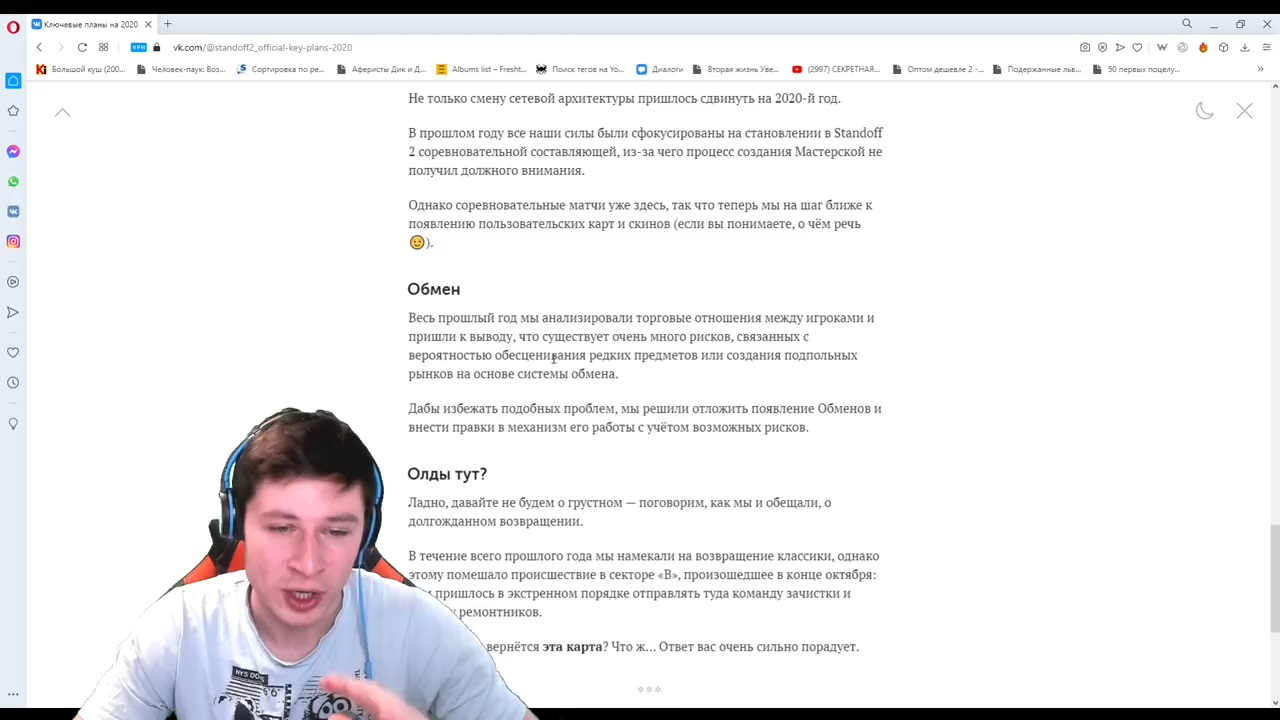 Ключевые планы на 2020
vk.com/@standoff2_official-key-plans-2020
VPN
Большой куш (200...
Человек-паук: Воз...
Сортировка по ре...
Аферисты Дик и Д...
Albums list – Fresht...
Поиск тегов на Yo...
Диалоги
Вторая жизнь Уве...
(2997) СЕКРЕТНАЯ...
Оптом дешевле 2 -...
Подержанные льв...
50 первых поцелу...
Не только смену сетевой архитектуры пришлось сдвинуть на 2020-й год.
В прошлом году все наши силы были сфокусированы на становлении в Standoff
2 соревновательной составляющей, из-за чего процесс создания Мастерской не
получил должного внимания.
Однако соревновательные матчи уже здесь, так что теперь мы на шаг ближе к
появлению пользовательских карт и скинов (если вы понимаете, о чём речь
😉).
Обмен
Весь прошлый год мы анализировали торговые отношения между игроками и
пришли к выводу, что существует очень много рисков, связанных с
вероятностью обесценивания редких предметов или создания подпольных
рынков на основе системы обмена.
Дабы избежать подобных проблем, мы решили отложить появление Обменов и
внести правки в механизм его работы с учётом возможных рисков.
Олды тут?
Ладно, давайте не будем о грустном — поговорим, как мы и обещали, о
долгожданном возвращении.
В течение всего прошлого года мы намекали на возвращение классики, однако
этому помешало происшествие в секторе «B», произошедшее в конце октября:
пришлось в экстренном порядке отправлять туда команду зачистки и
ремонтников.
вернётся эта карта? Что ж... Ответ вас очень сильно порадует.